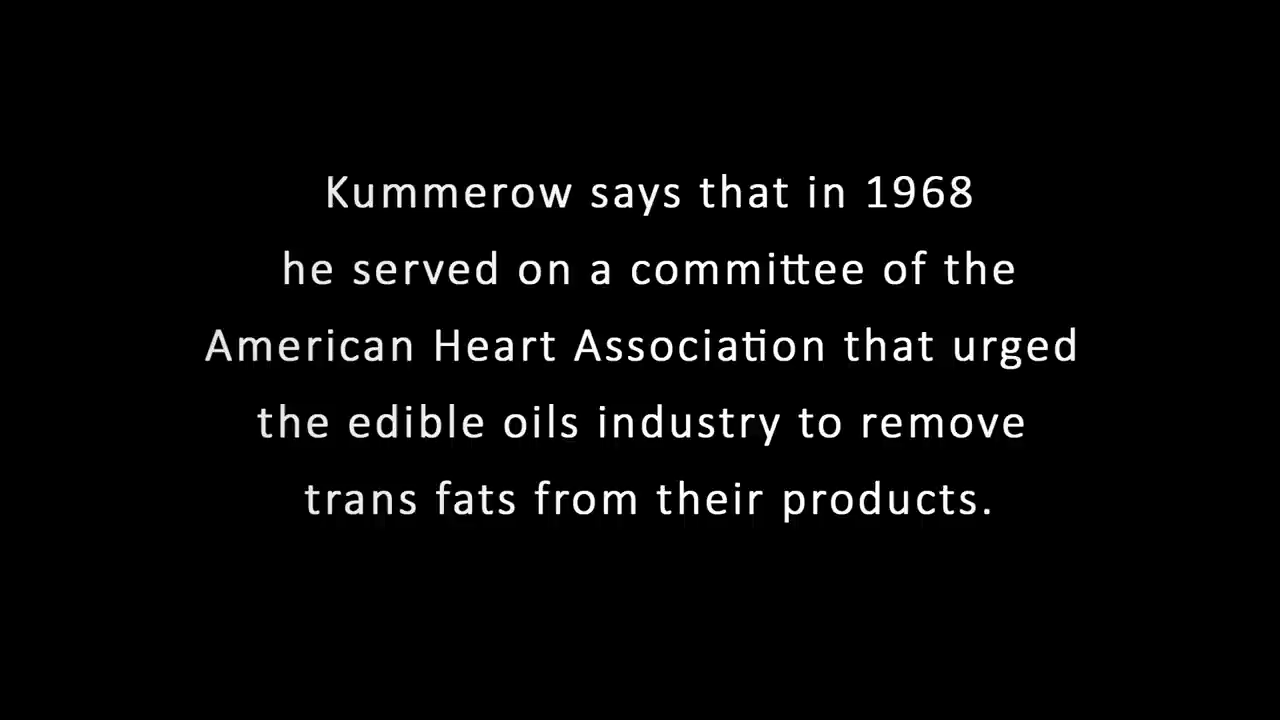 Kummerow says that in 1968
he served on a committee of the
American Heart Association that urged
the edible oils industry to remove
trans fats from their products.